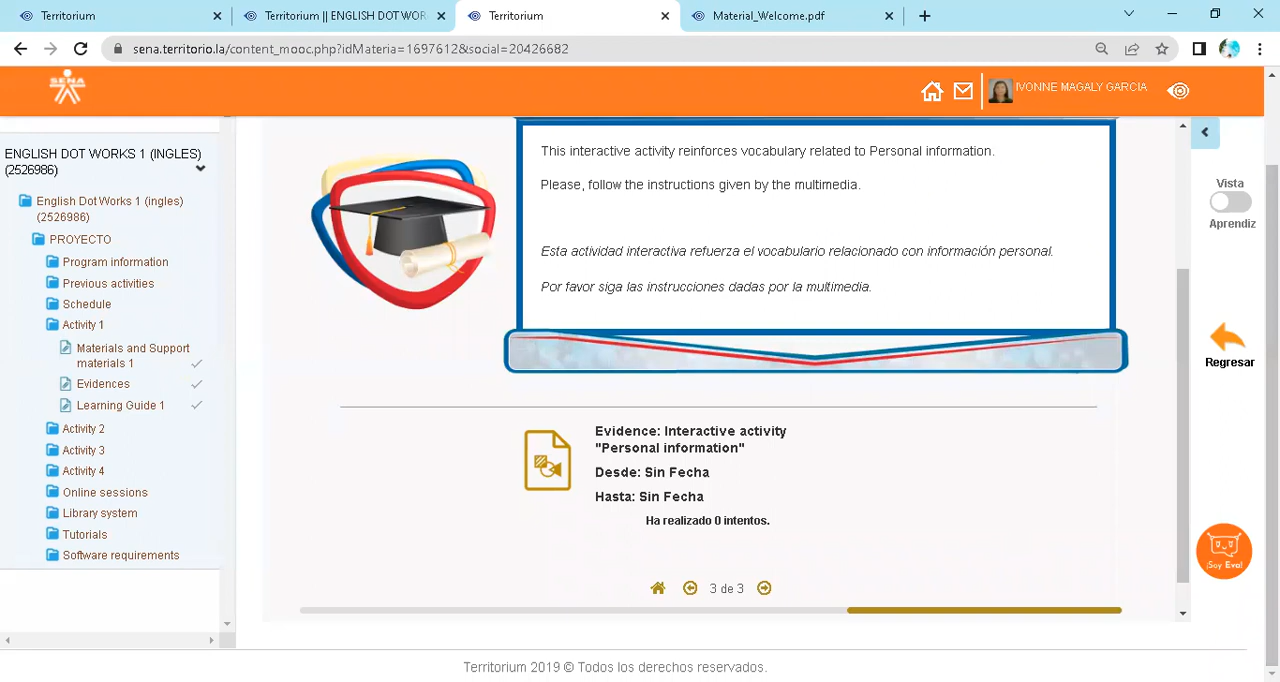 Territorium
Territorium || ENGLISH DOT WOR
Territorium
Material_Welcome.pdf
sena.territorio.la/content_mooc.php?idMateria=1697612&social=20426682
SENA
IVONNE MAGALY GARCIA
ENGLISH DOT WORKS 1 (INGLES)
(2526986)
English Dot Works 1 (ingles)
(2526986)
PROYECTO
Program information
Previous activities
Schedule
Activity 1
Materials and Support
materials 1
Evidences
Learning Guide 1
Activity 2
Activity 3
Activity 4
Online sessions
Library system
Tutorials
Software requirements
This interactive activity reinforces vocabulary related to Personal information.
Please, follow the instructions given by the multimedia.
Esta actividad interactiva refuerza el vocabulario relacionado con información personal.
Por favor siga las instrucciones dadas por la multimedia.
Evidence: Interactive activity
"Personal information"
Desde: Sin Fecha
Hasta: Sin Fecha
Ha realizado 0 intentos.
3 de 3
Vista
Aprendiz
Regresar
¡Soy Eva!
Territorium 2019 © Todos los derechos reservados.